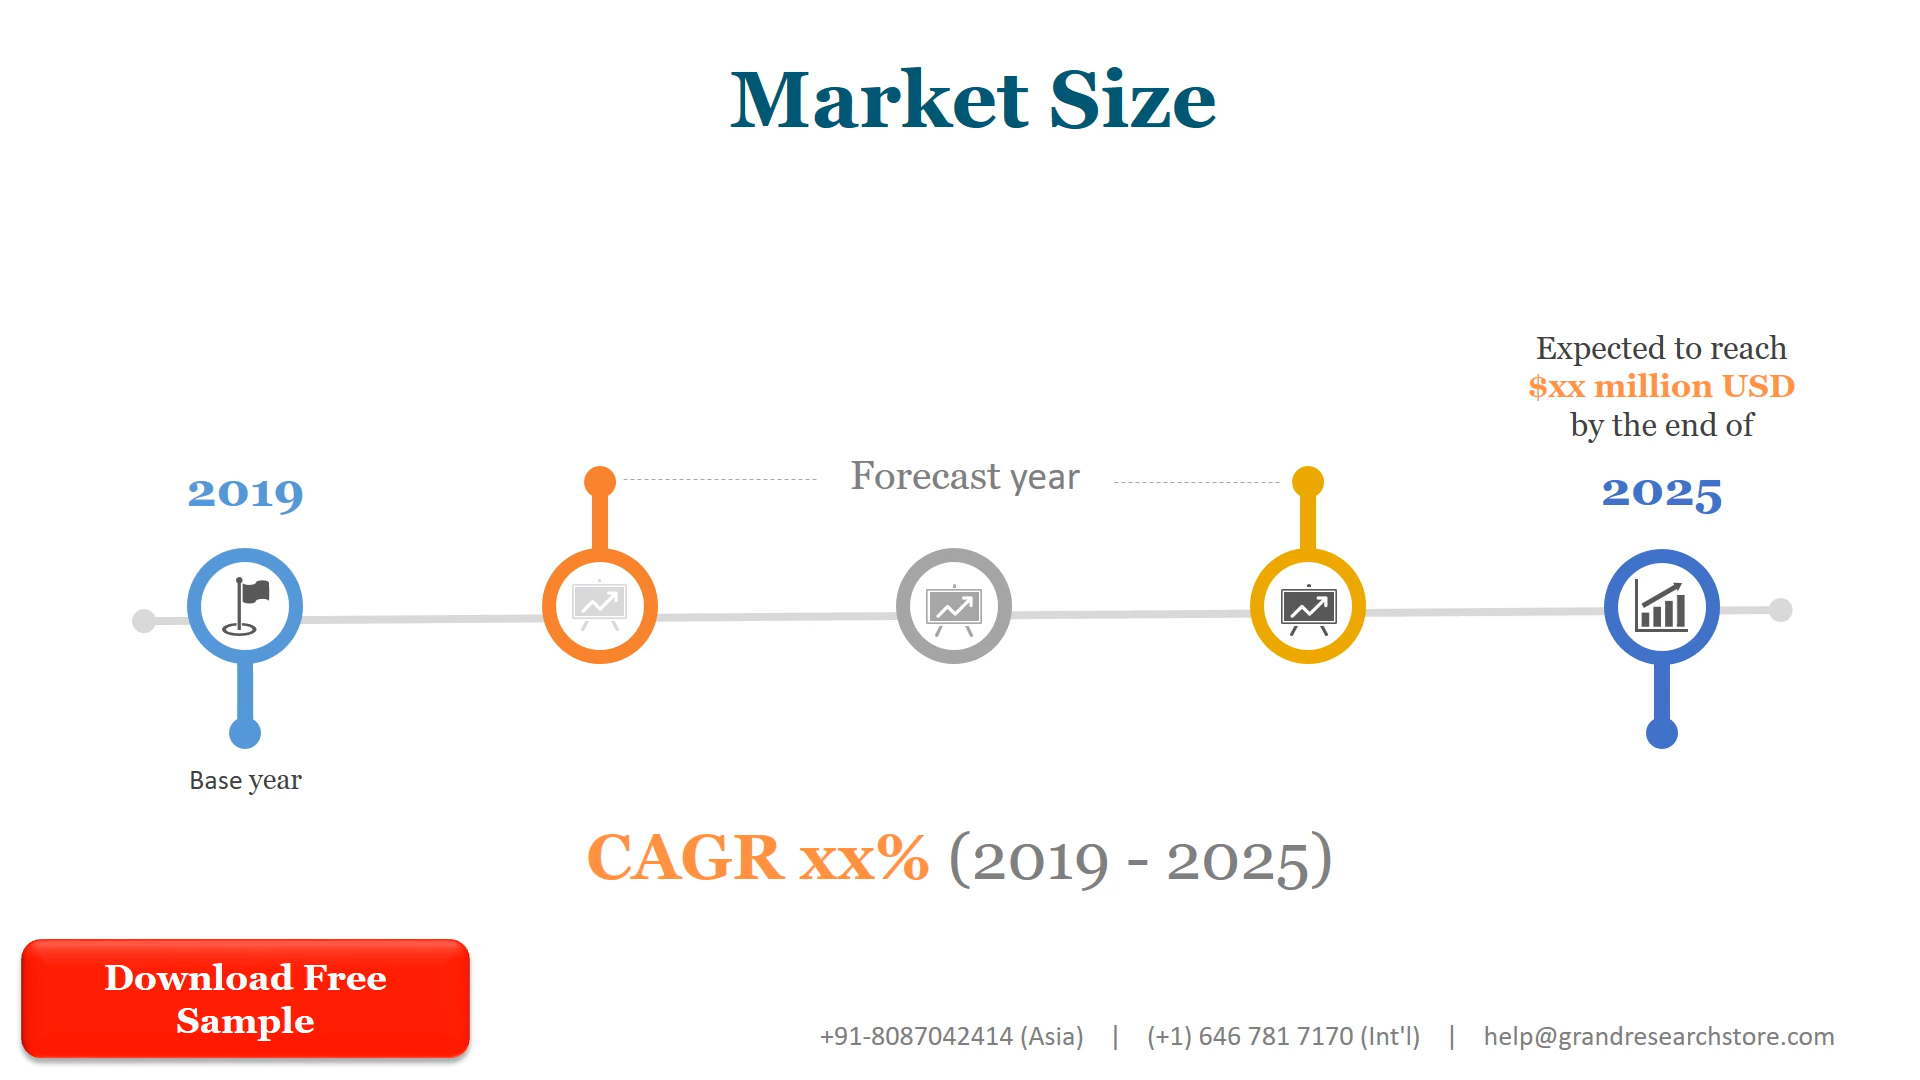 Market Size
Expected to reach
$xx million USD
by the end of
2019
Forecast year
2025
Base year
CAGR xx% (2019 - 2025)
Download Free
Sample
+91-8087042414 (Asia) | (+1) 646 781 7170 (Int'l) | help@grandresearchstore.com